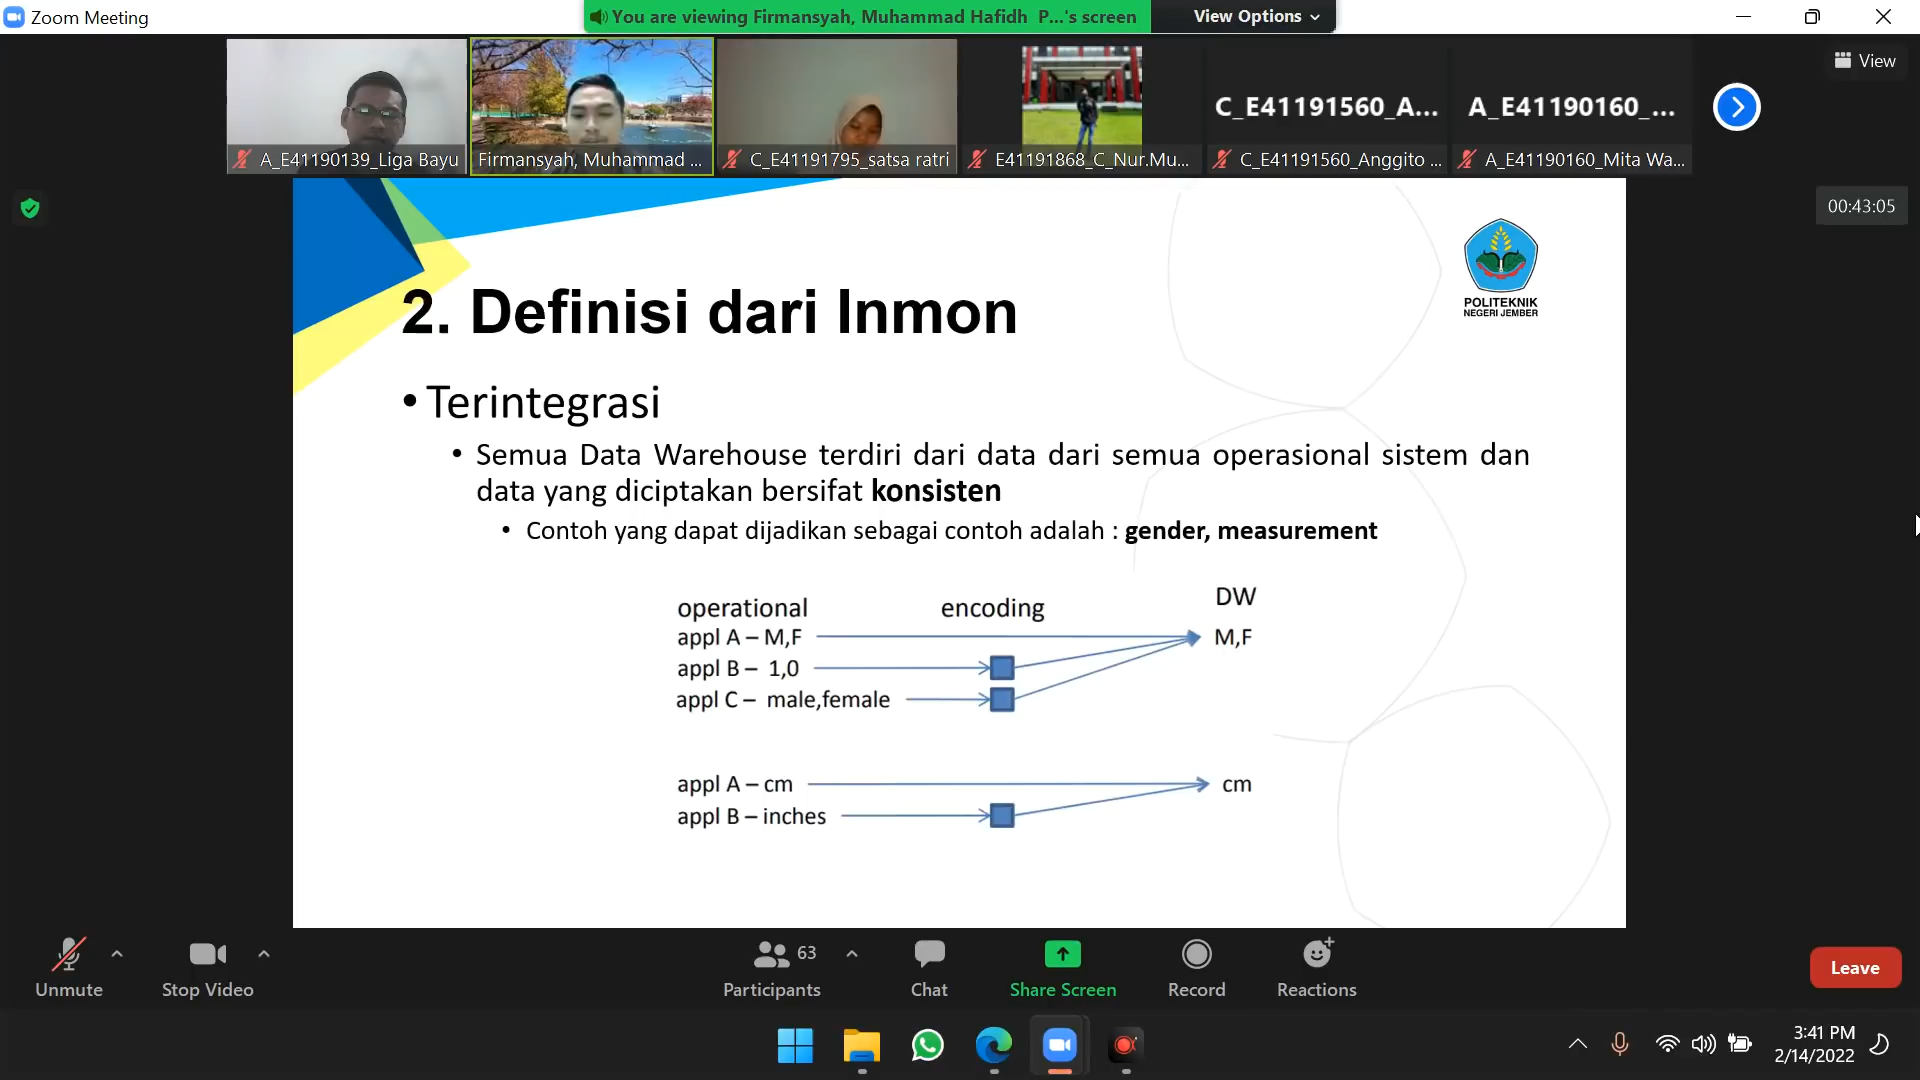 Zoom Meeting
You are viewing Firmansyah, Muhammad Hafidh P...'s screen
View Options
View
C_E41191560_A...
A_E41190160_...
A_E41190139_Liga Bayu
Firmansyah, Muhammad ...
C_E41191795_satsa ratri
E41191868_C_Nur.Mu...
C_E41191560_Anggito ...
A_E41190160_Mita Wa...
00:43:05
POLITEKNIK
NEGERI JEMBER
2. Definisi dari Inmon
• Terintegrasi
• Semua Data Warehouse terdiri dari data dari semua operasional sistem dan
data yang diciptakan bersifat konsisten
• Contoh yang dapat dijadikan sebagai contoh adalah : gender, measurement
operational encoding DW
appl A – M,F M,F
appl B – 1,0
appl C – male,female
appl A – cm cm
appl B – inches
Unmute
Stop Video
63
Participants
Chat
Share Screen
Record
Reactions
Leave
3:41 PM
2/14/2022